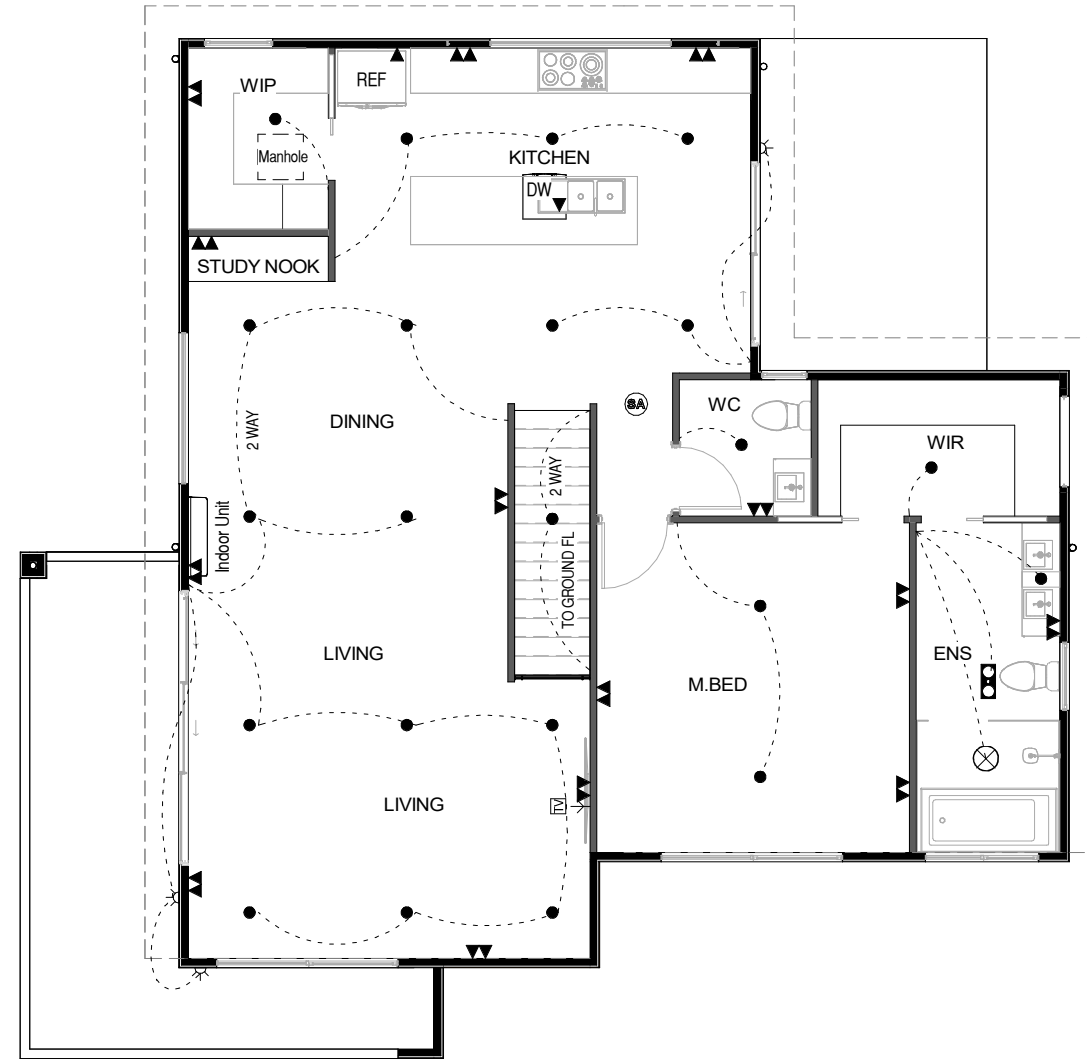 WIP
REF
Manhole
KITCHEN
DW
STUDY NOOK
2 WAY
DINING
SA
WC
WIR
2 WAY
Indoor Unit
TO GROUND FL
LIVING
M.BED
ENS
LIVING
TV